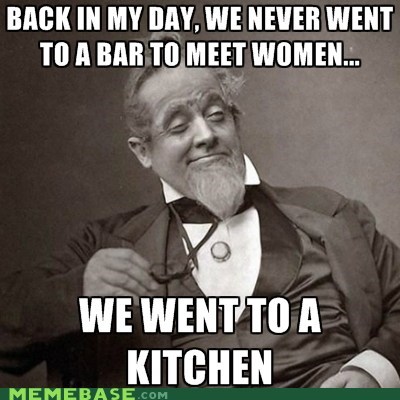 BACK IN MY DAY, WE NEVER WENT
TO A BAR TO MEET WOMEN...
WE WENT TO A
KITCHEN
MEMEBASE.COM